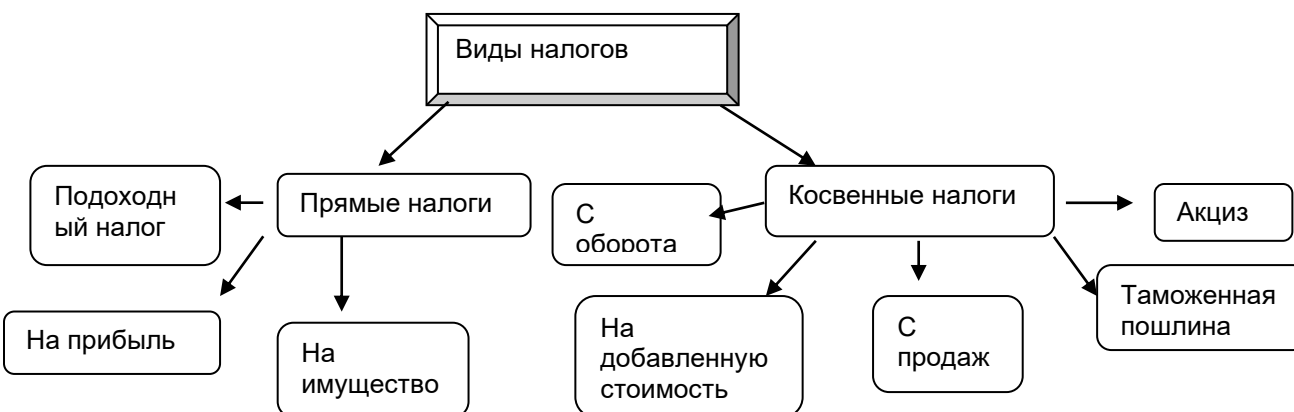 Виды налогов
Подоходн
ый налог
Прямые налоги
С
оборота
Косвенные налоги
Акциз
На прибыль
На
имущество
На
добавленную
стоимость
С
продаж
Таможенная
пошлина